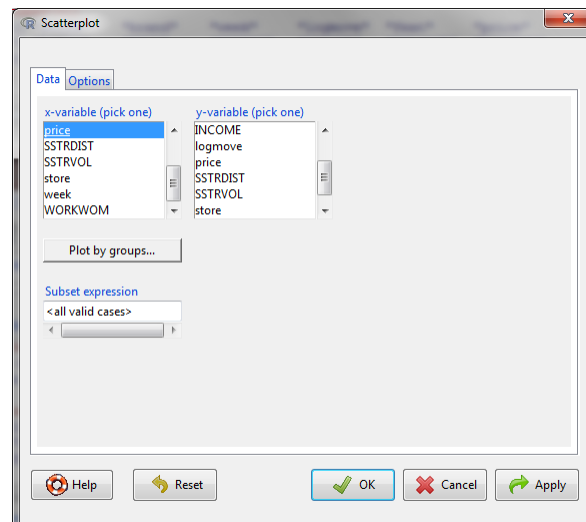 Scatterplot
Data
Options
x-variable (pick one)
price
SSTRDIST
SSTRVOL
store
week
WORKWOM
y-variable (pick one)
INCOME
logmove
price
SSTRDIST
SSTRVOL
store
Plot by groups...
Subset expression
<all valid cases>
Help
Reset
OK
Cancel
Apply